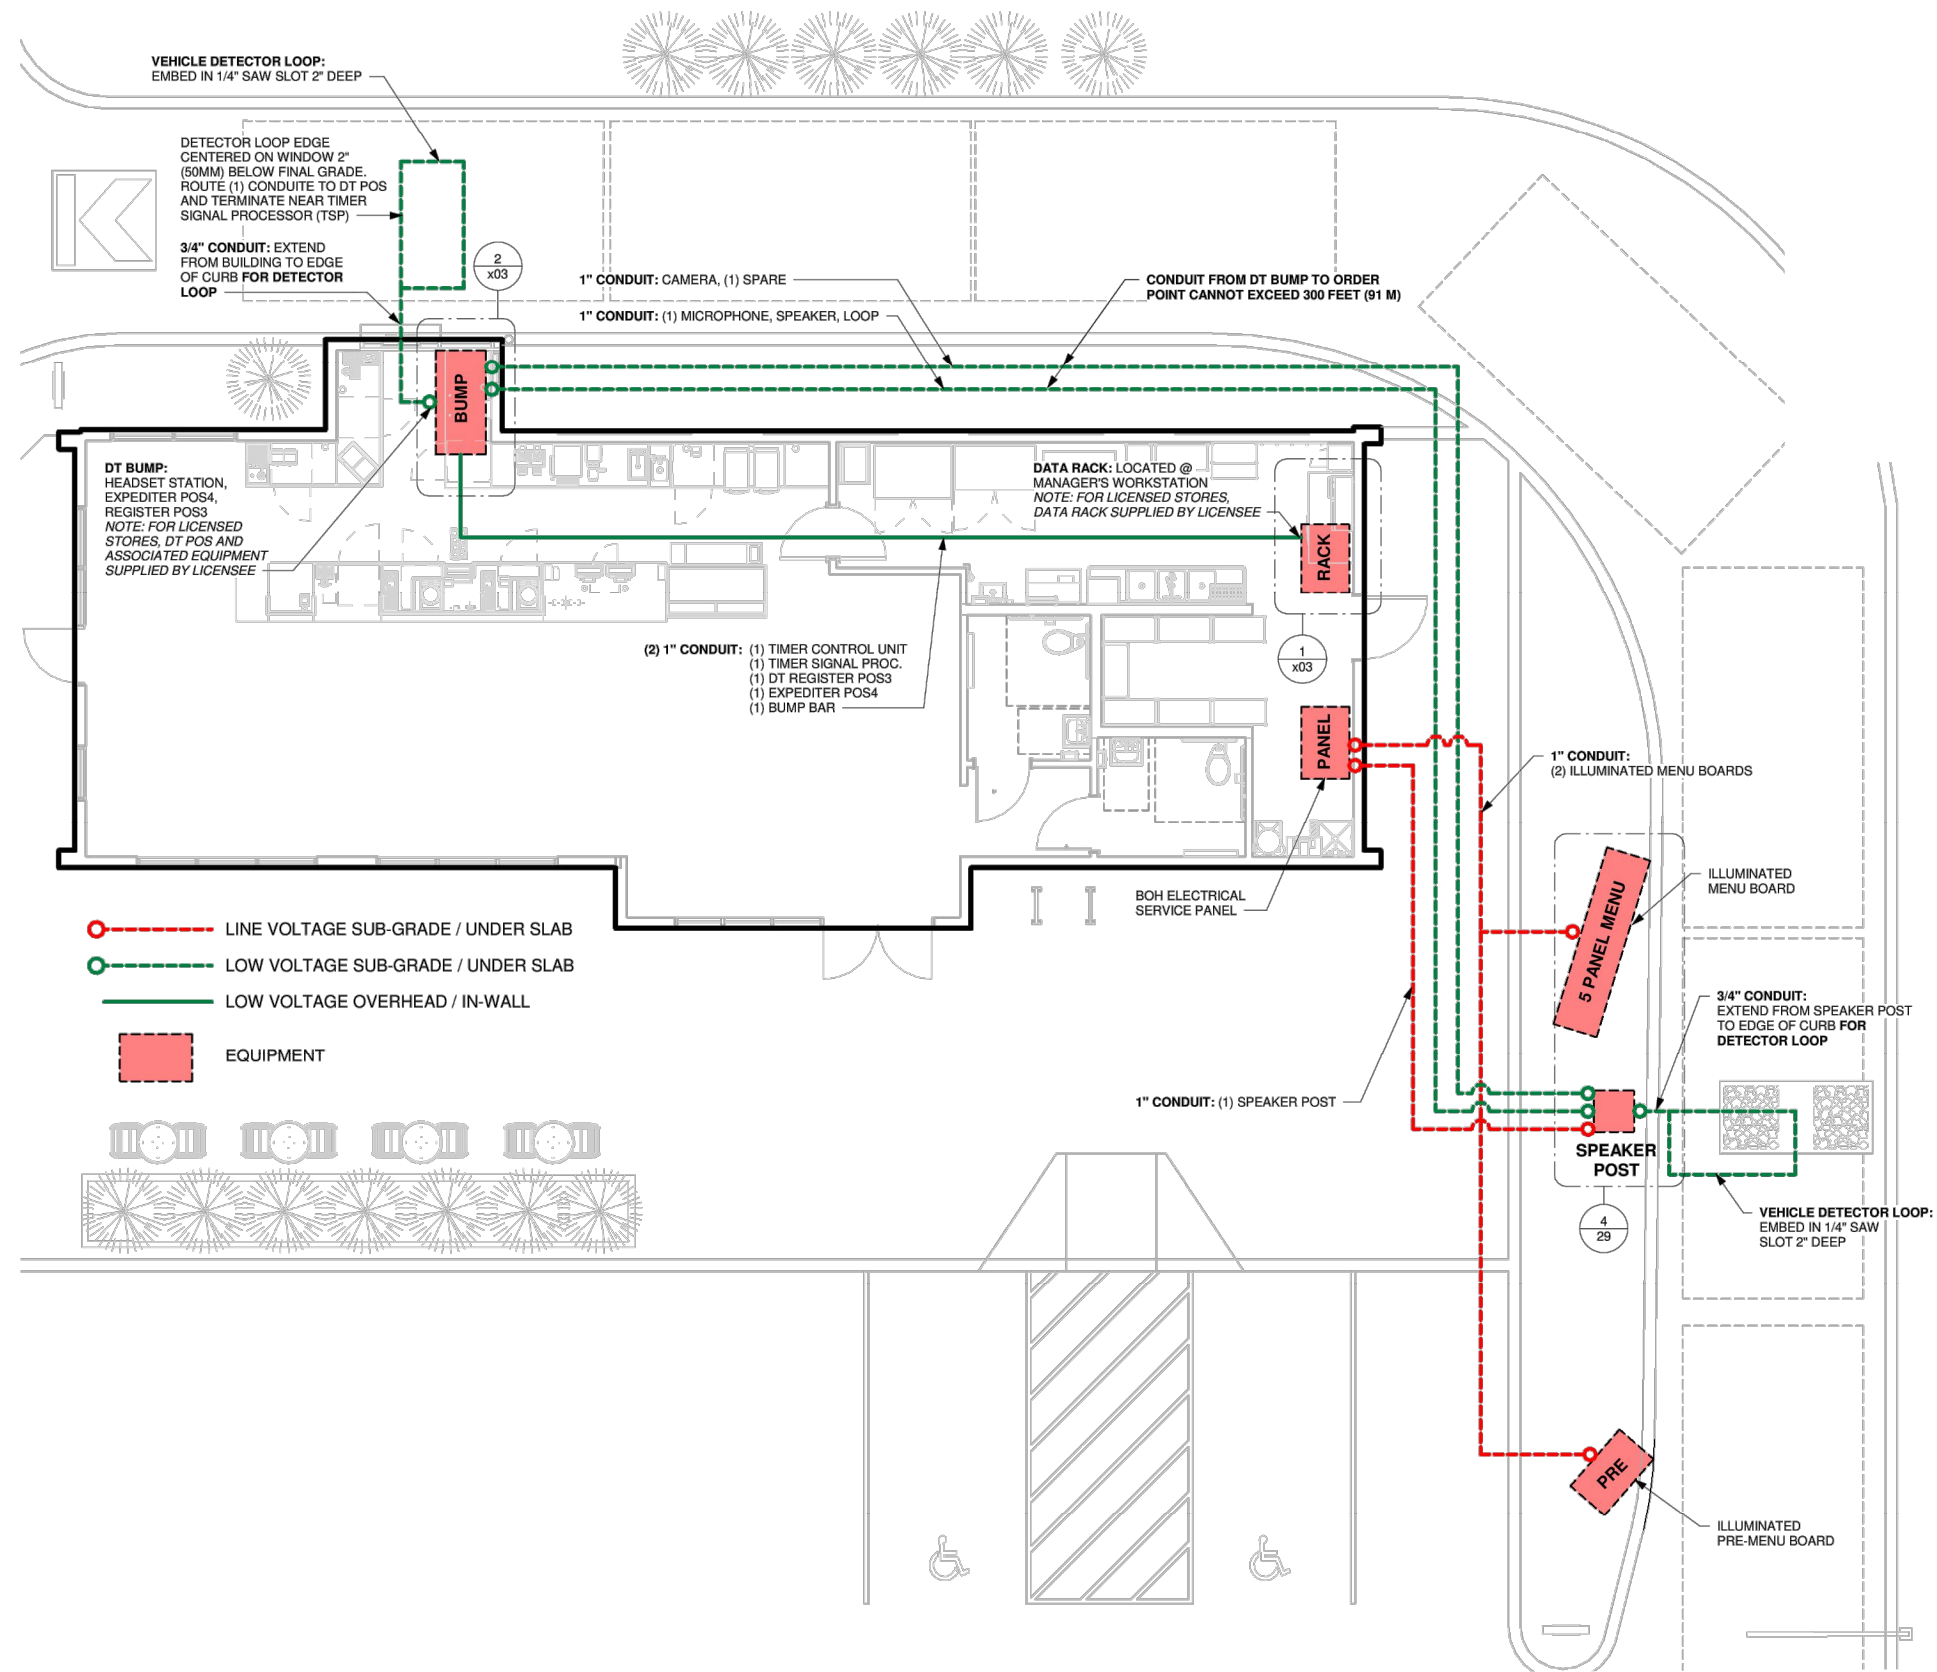 VEHICLE DETECTOR LOOP:
EMBED IN 1/4" SAW SLOT 2" DEEP
DETECTOR LOOP EDGE
CENTERED ON WINDOW 2"
(50MM) BELOW FINAL GRADE.
ROUTE (1) CONDUITE TO DT POS
AND TERMINATE NEAR TIMER
SIGNAL PROCESSOR (TSP)
3/4" CONDUIT: EXTEND
FROM BUILDING TO EDGE
OF CURB FOR DETECTOR
LOOP
2
x03
1" CONDUIT: CAMERA, (1) SPARE
1" CONDUIT: (1) MICROPHONE, SPEAKER, LOOP
CONDUIT FROM DT BUMP TO ORDER
POINT CANNOT EXCEED 300 FEET (91 M)
BUMP
DT BUMP:
HEADSET STATION,
EXPEDITER POS4,
REGISTER POS3
NOTE: FOR LICENSED
STORES, DT POS AND
ASSOCIATED EQUIPMENT
SUPPLIED BY LICENSEE
DATA RACK: LOCATED @
MANAGER'S WORKSTATION
NOTE: FOR LICENSED STORES,
DATA RACK SUPPLIED BY LICENSEE
RACK
1
x03
(2) 1" CONDUIT: (1) TIMER CONTROL UNIT
(1) TIMER SIGNAL PROC.
(1) DT REGISTER POS3
(1) EXPEDITER POS4
(1) BUMP BAR
PANEL
1" CONDUIT:
(2) ILLUMINATED MENU BOARDS
BOH ELECTRICAL
SERVICE PANEL
ILLUMINATED
MENU BOARD
5 PANEL MENU
LINE VOLTAGE SUB-GRADE / UNDER SLAB
LOW VOLTAGE SUB-GRADE / UNDER SLAB
LOW VOLTAGE OVERHEAD / IN-WALL
EQUIPMENT
3/4" CONDUIT:
EXTEND FROM SPEAKER POST
TO EDGE OF CURB FOR
DETECTOR LOOP
1" CONDUIT: (1) SPEAKER POST
SPEAKER
POST
4
29
VEHICLE DETECTOR LOOP:
EMBED IN 1/4" SAW
SLOT 2" DEEP
PRE
ILLUMINATED
PRE-MENU BOARD